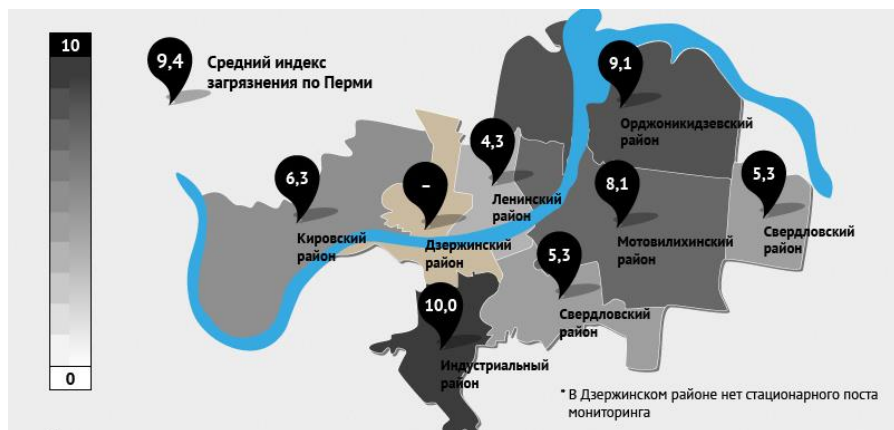 10
0
9,4
Средний индекс
загрязнения по Перми
9,1
Орджоникидзевский
район
4,3
Ленинский
район
6,3
Кировский
район
–
Дзержинский
район
8,1
Мотовилихинский
район
5,3
Свердловский
район
5,3
Свердловский
район
10,0
Индустриальный
район
* В Дзержинском районе нет стационарного поста
мониторинга